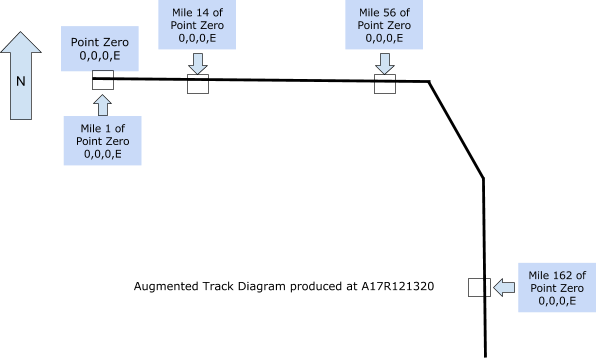 Mile 14 of
Point Zero
0,0,0,E
Mile 56 of
Point Zero
0,0,0,E
Point Zero
0,0,0,E
N
Mile 1 of
Point Zero
0,0,0,E
Mile 162 of
Point Zero
0,0,0,E
Augmented Track Diagram produced at A17R121320